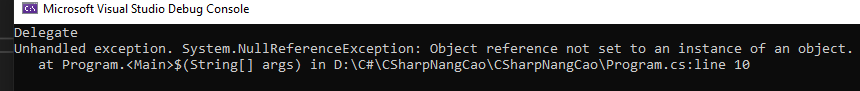 Microsoft Visual Studio Debug Console
Delegate
Unhandled exception. System.NullReferenceException: Object reference not set to an instance of an object.
   at Program.<Main>$(String[] args) in D:\C#\CSharpNangCao\CSharpNangCao\Program.cs:line 10